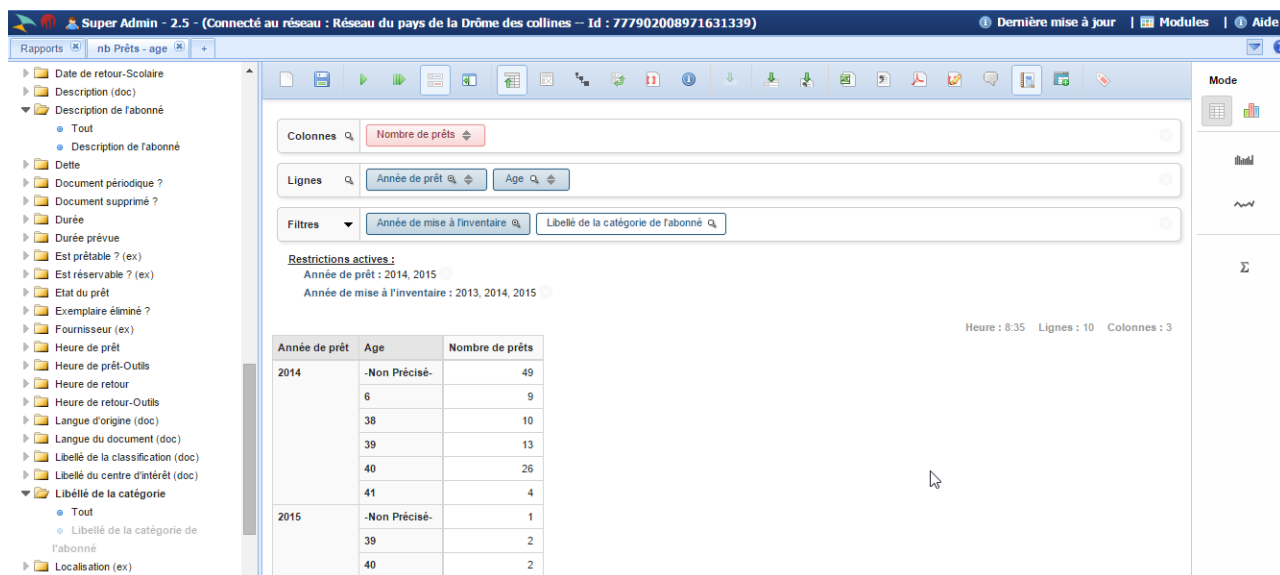 Super Admin - 2.5 - (Connecté au réseau : Réseau du pays de la Drôme des collines -- Id : 777902008971631339)
Dernière mise à jour | Modules | Aide
Rapports
nb Prêts - age
+
Date de retour-Scolaire
Description (doc)
Description de l'abonné
Tout
Description de l'abonné
Dette
Document périodique ?
Document supprimé ?
Durée
Durée prévue
Est prêtable ? (ex)
Est réservable ? (ex)
Etat du prêt
Exemplaire éliminé ?
Fournisseur (ex)
Heure de prêt
Heure de prêt-Outils
Heure de retour
Heure de retour-Outils
Langue d'origine (doc)
Langue du document (doc)
Libellé de la classification (doc)
Libellé du centre d'intérêt (doc)
Libéllé de la catégorie
Tout
Libellé de la catégorie de
l'abonné
Localisation (ex)
Colonnes
Nombre de prêts
Lignes
Année de prêt
Age
Filtres
Année de mise à l'inventaire
Libellé de la catégorie de l'abonné
Restrictions actives :
Année de prêt : 2014, 2015
Année de mise à l'inventaire : 2013, 2014, 2015
Heure : 8:35 Lignes : 10 Colonnes : 3
Année de prêt Age Nombre de prêts
2014 -Non Précisé- 49
6 9
38 10
39 13
40 26
41 4
2015 -Non Précisé- 1
39 2
40 2
Mode
Σ